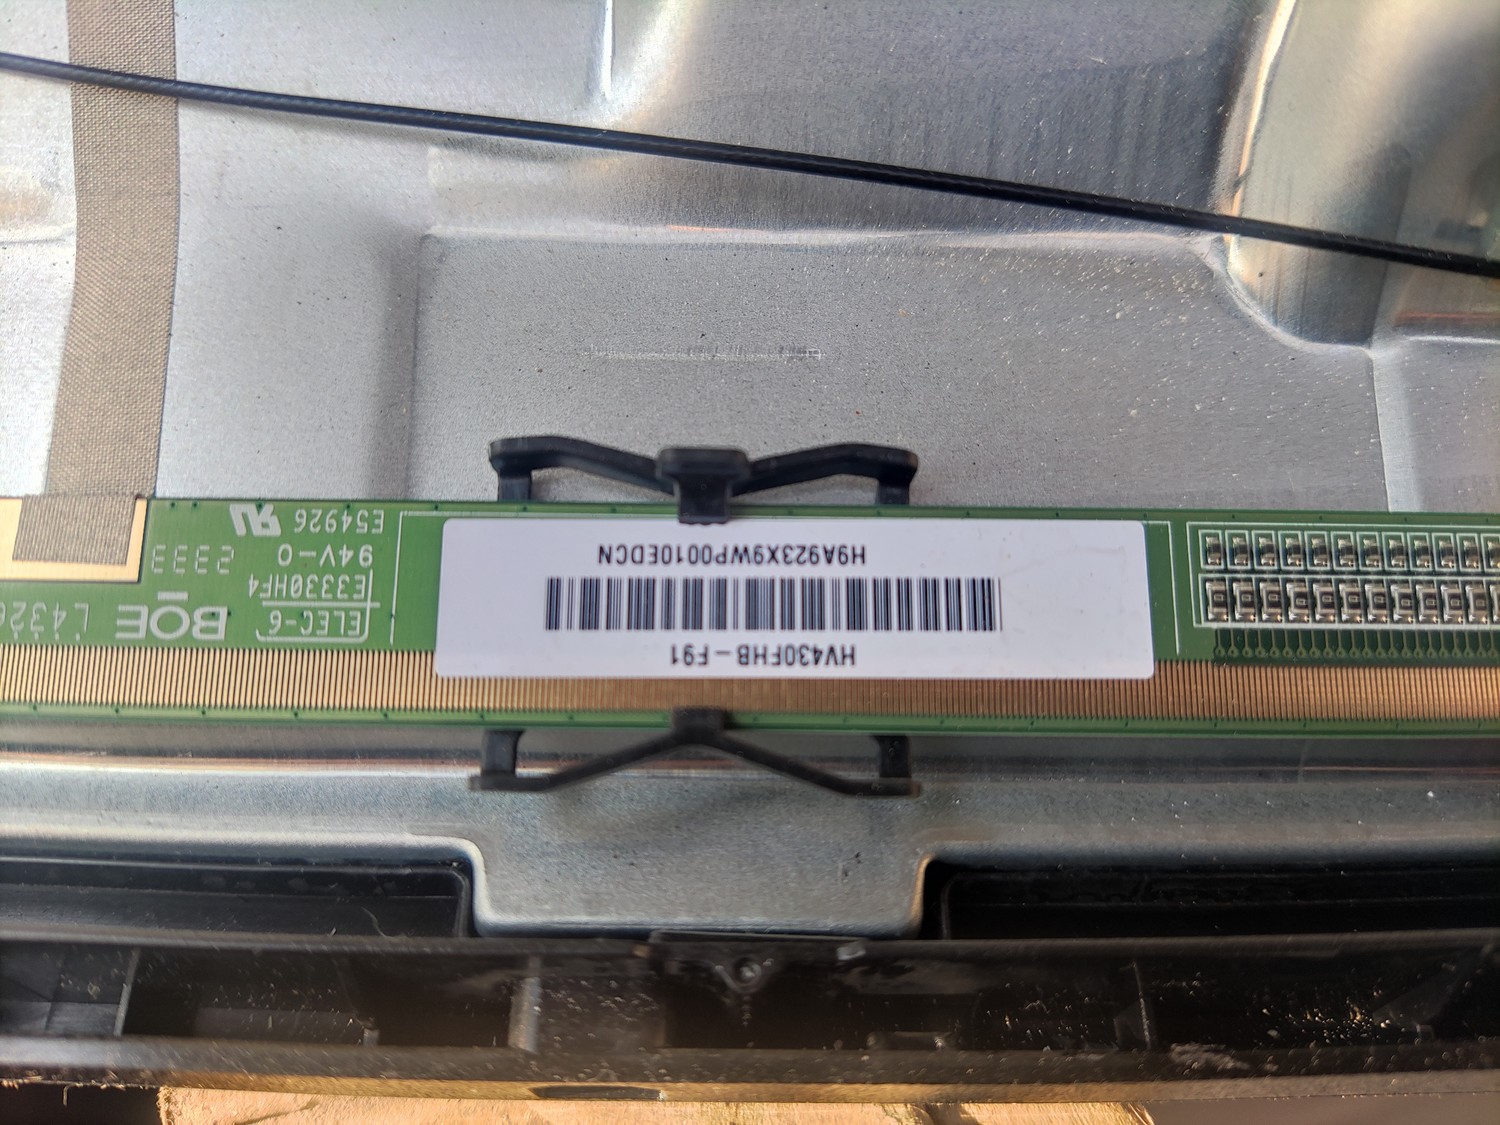 HV430FHB-F91
H9A923X9WP0010EDCN
ELEC-6 BOE
E3330HF4
94V-0 2333
E54926